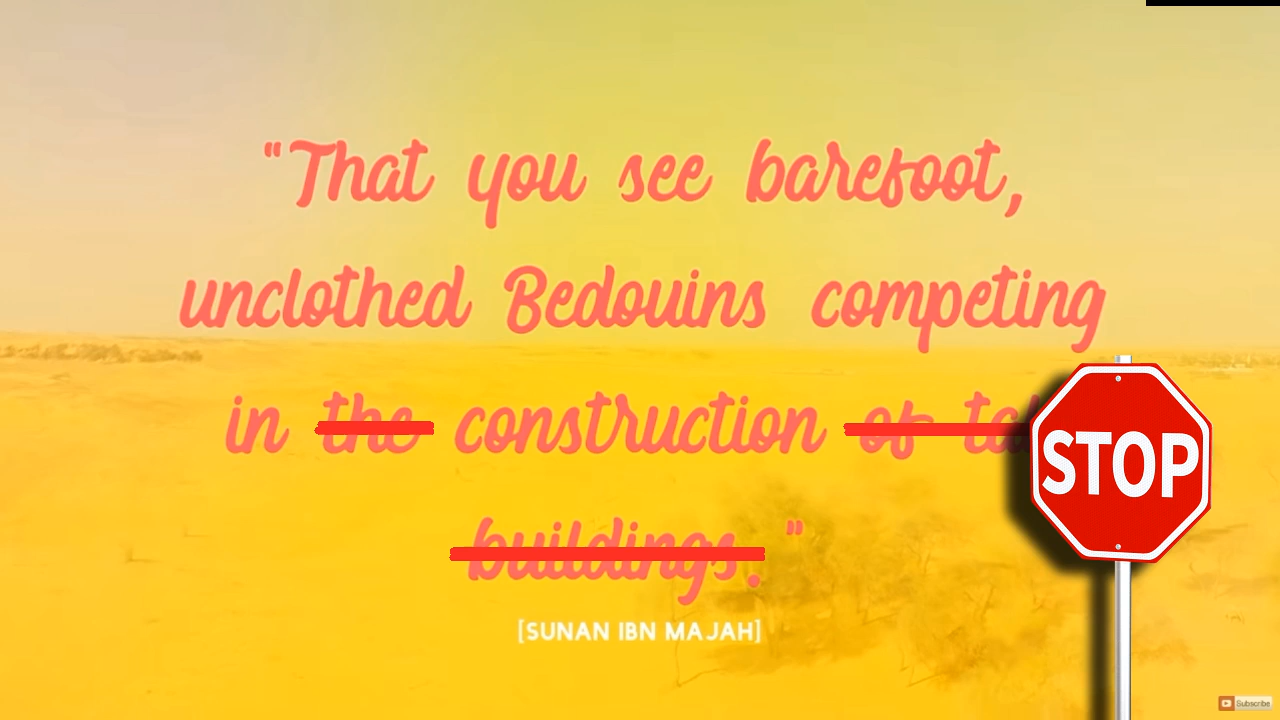 "That you see barefoot,
unclothed Bedouins competing
in the construction of
STOP
buildings."
[SUNAN IBN MAJAH]
Subscribe